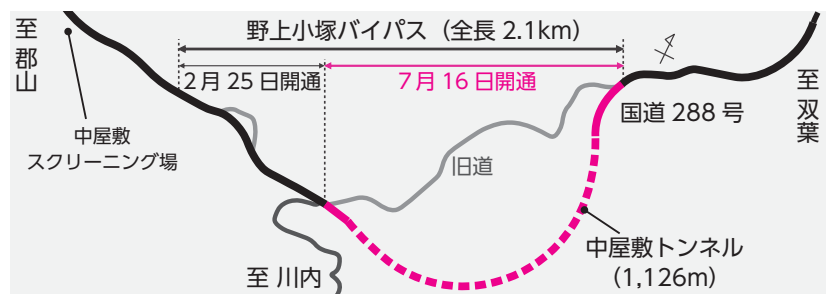 至 郡山
野上小塚バイパス（全長 2.1km）
2月 25 日開通
7月 16 日開通
至 双葉
国道 288 号
中屋敷
スクリーニング場
旧道
中屋敷トンネル
（1,126m）
至 川内